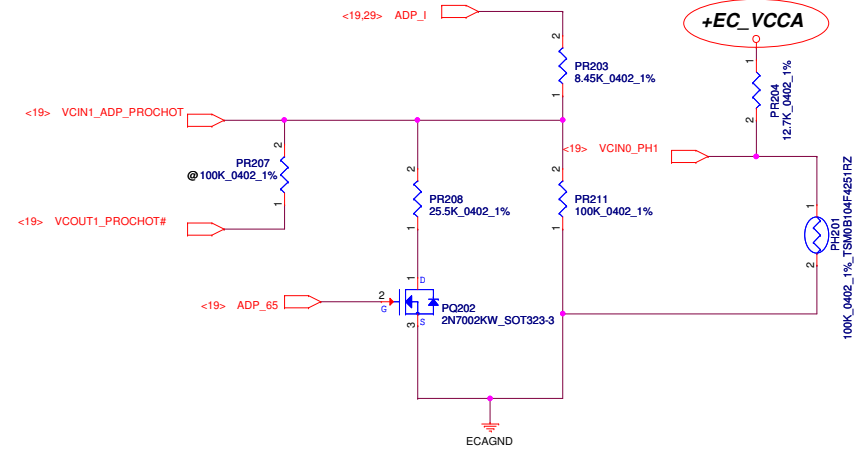 <19,29> ADP_I
+EC_VCCA
2
PR203
8.45K_0402_1%
1
1
PR204
12.7K_0402_1%
2
<19> VCIN1_ADP_PROCHOT
2
PR207
@100K_0402_1%
1
2
PR208
25.5K_0402_1%
1
<19> VCIN0_PH1
2
PR211
100K_0402_1%
1
1
PH201
100K_0402_1%_TSM0B104F4251RZ
2
<19> VCOUT1_PROCHOT#
<19> ADP_65
1
D
2
G
3
S
PQ202
2N7002KW_SOT323-3
ECAGND